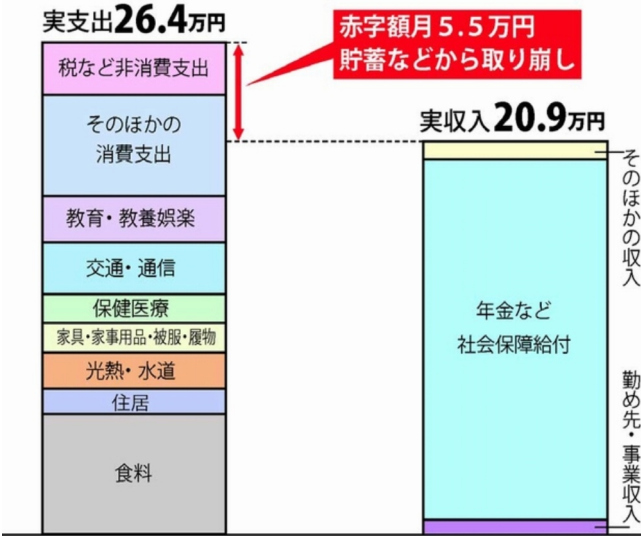 実支出26.4万円
税など非消費支出
そのほかの
消費支出
教育・教養娯楽
交通・通信
保健医療
家具・家事用品・被服・履物
光熱・水道
住居
食料
赤字額月5.5万円
貯蓄などから取り崩し
実収入20.9万円
そのほかの収入
年金など
社会保障給付
勤め先・事業収入